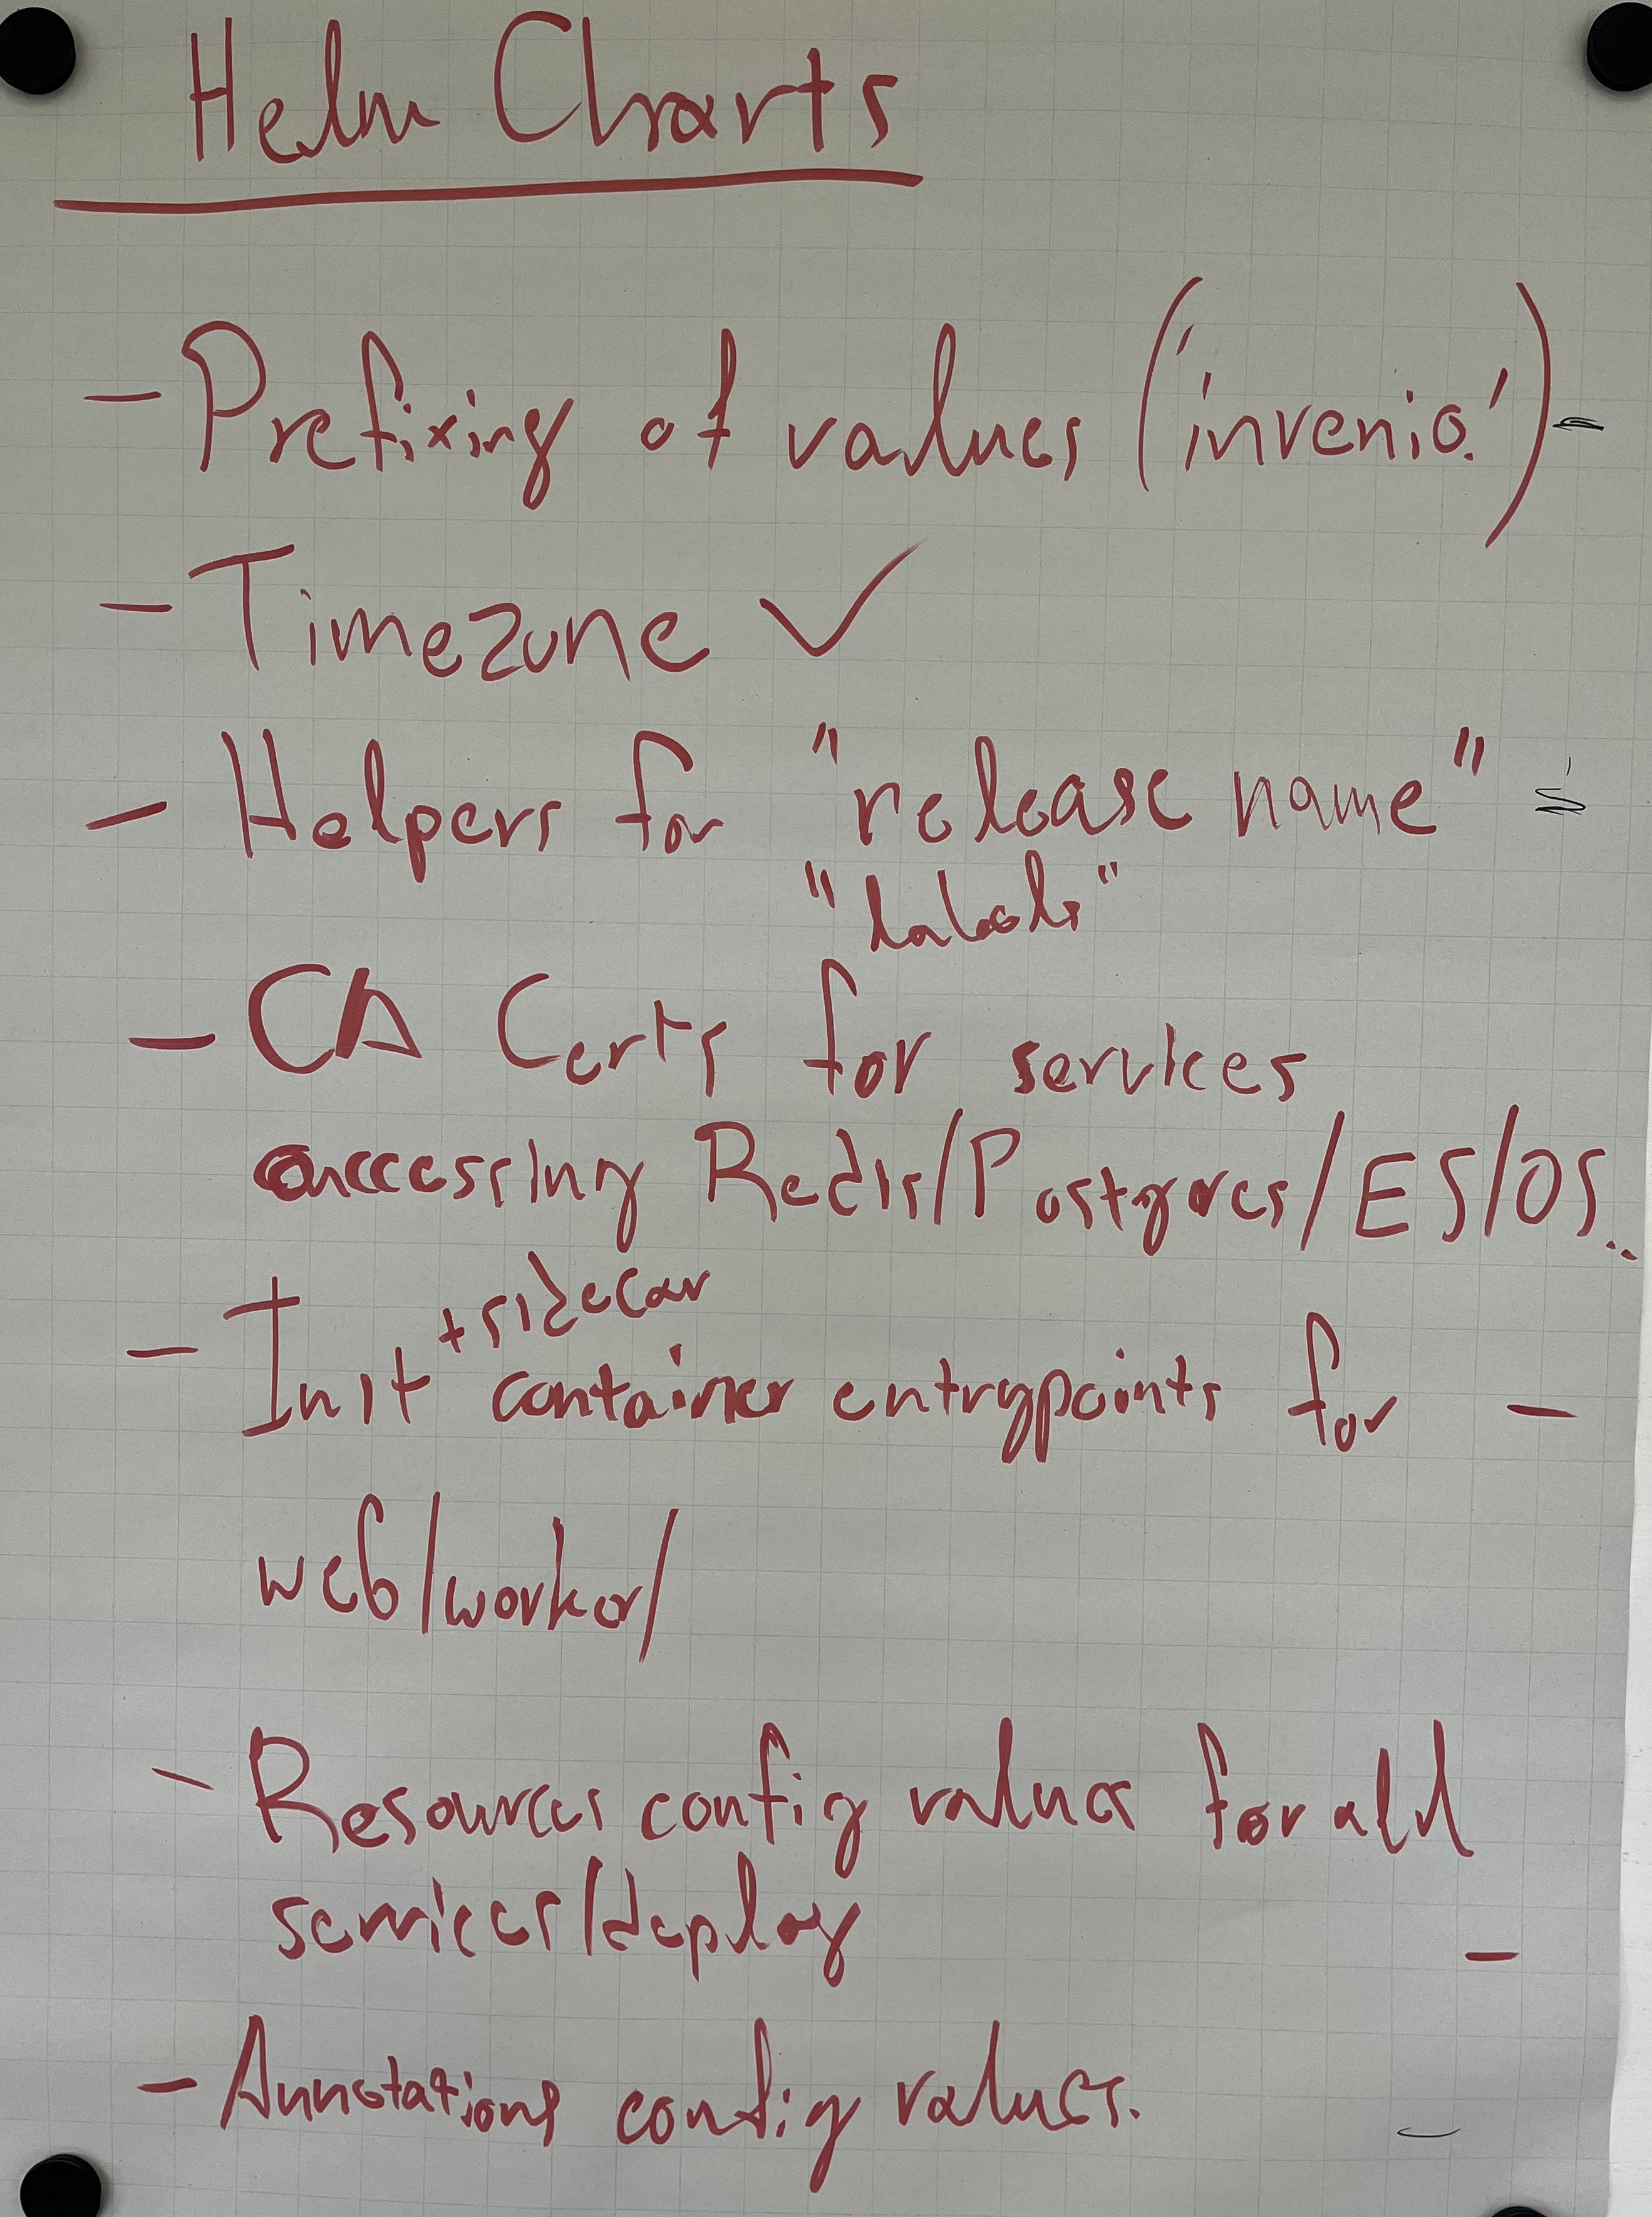 Helm Charts
- Prefixing of values ('invenio.') -
- Timezone ✓
- Helpers for "release name" =
"labels"
- CA Certs for services
accessing Redis/Postgres/ES/OS..
+ sidecar
- Init container entrypoints for -
web/worker/
- Resources config values for all
services/deploy -
- Annotations config values. -